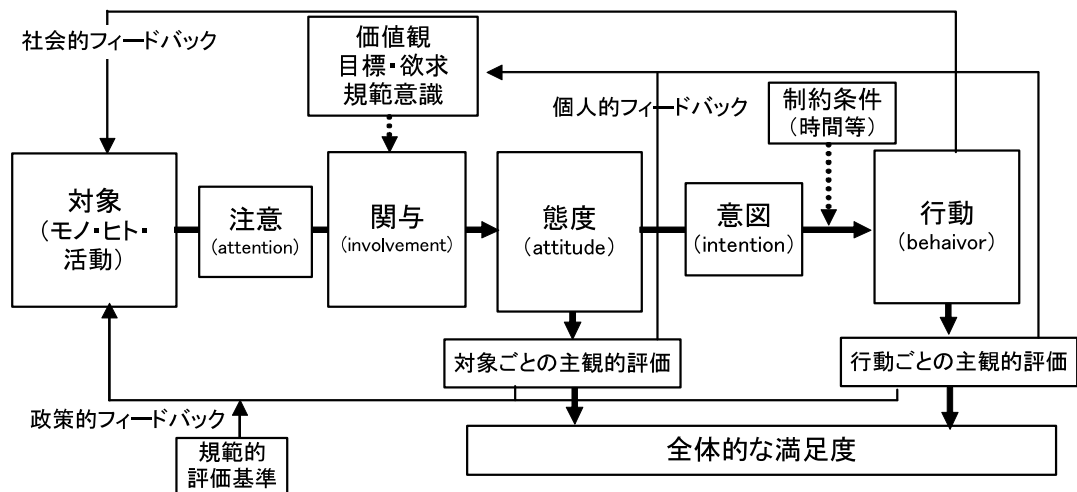 社会的フィードバック
価値観
目標・欲求
規範意識
個人的フィードバック
制約条件
(時間等)
対象
(モノ・ヒト・
活動)
注意
(attention)
関与
(involvement)
態度
(attitude)
意図
(intention)
行動
(behaivor)
対象ごとの主観的評価
行動ごとの主観的評価
政策的フィードバック
規範的
評価基準
全体的な満足度